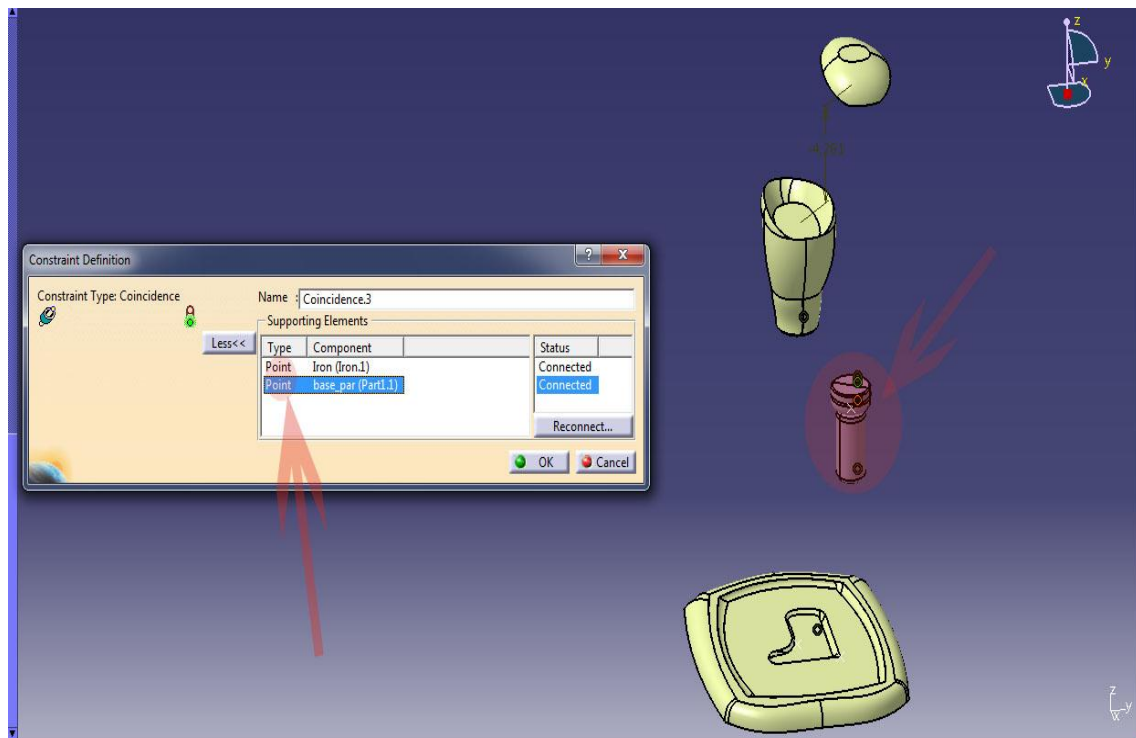 z
y
x
Constraint Definition
? X
Constraint Type: Coincidence
Name : Coincidence.3
Supporting Elements
Less<<
Type Component Status
Point Iron (Iron.1) Connected
Point base_par (Part1.1) Connected
Reconnect...
OK Cancel
z
y
x